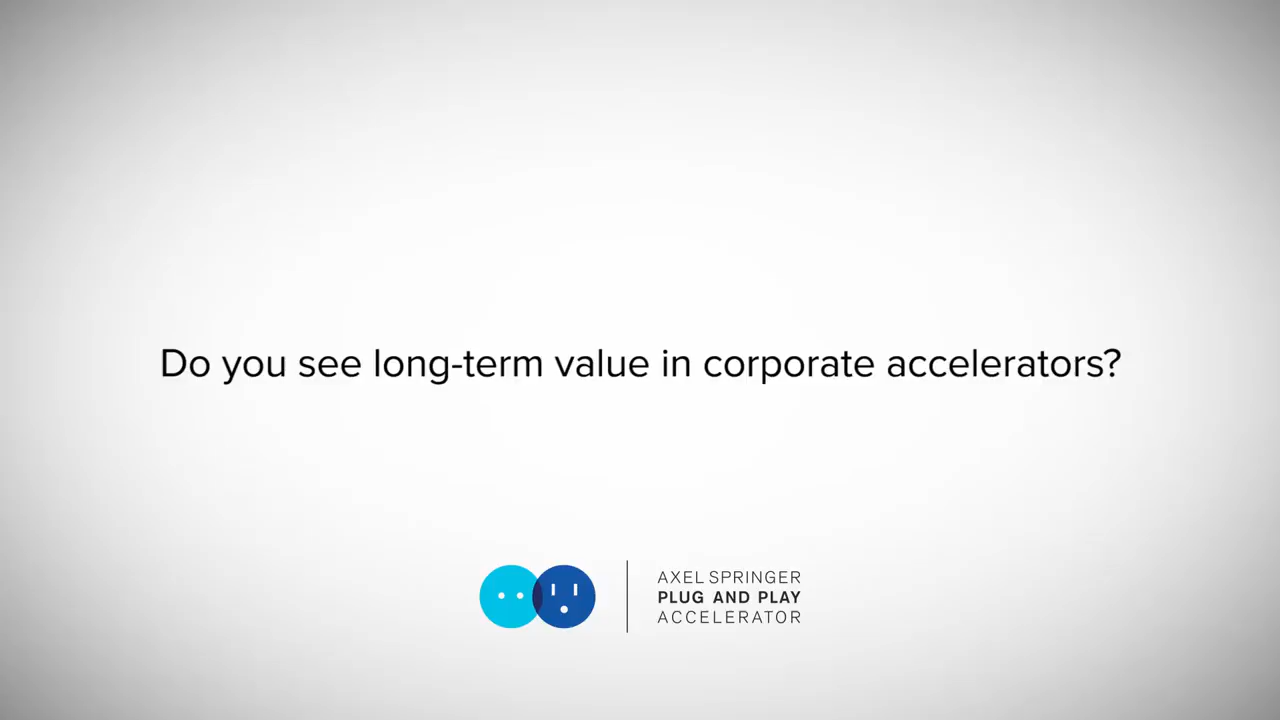 Do you see long-term value in corporate accelerators?
AXEL SPRINGER
PLUG AND PLAY
ACCELERATOR